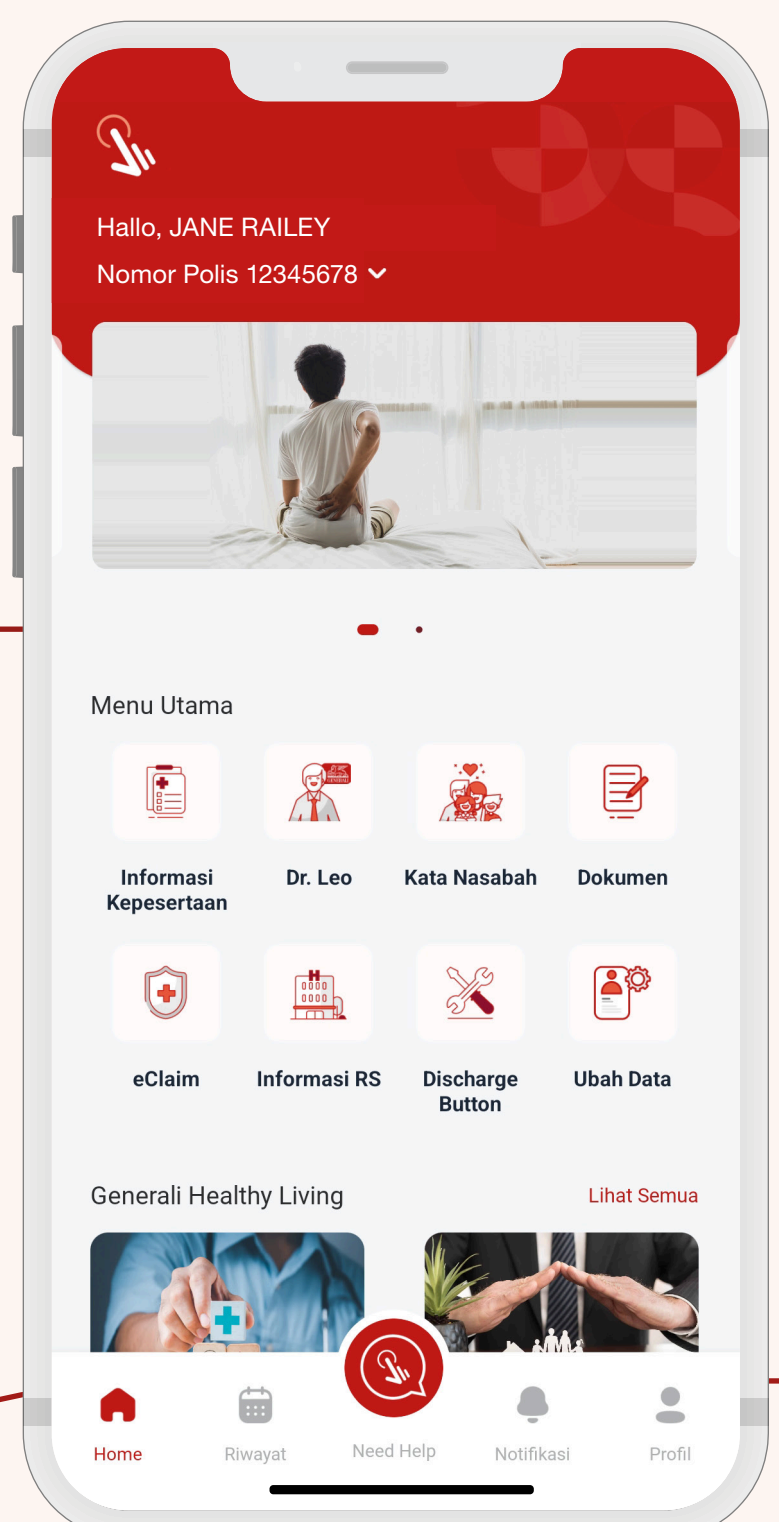 Hallo, JANE RAILEY
Nomor Polis 12345678
Menu Utama
GENERALI
Informasi
Kepesertaan
Dr. Leo
Kata Nasabah
Dokumen
eClaim
H
Informasi RS
Discharge
Button
Ubah Data
Generali Healthy Living
Lihat Semua
Home
Riwayat
Need Help
Notifikasi
Profil